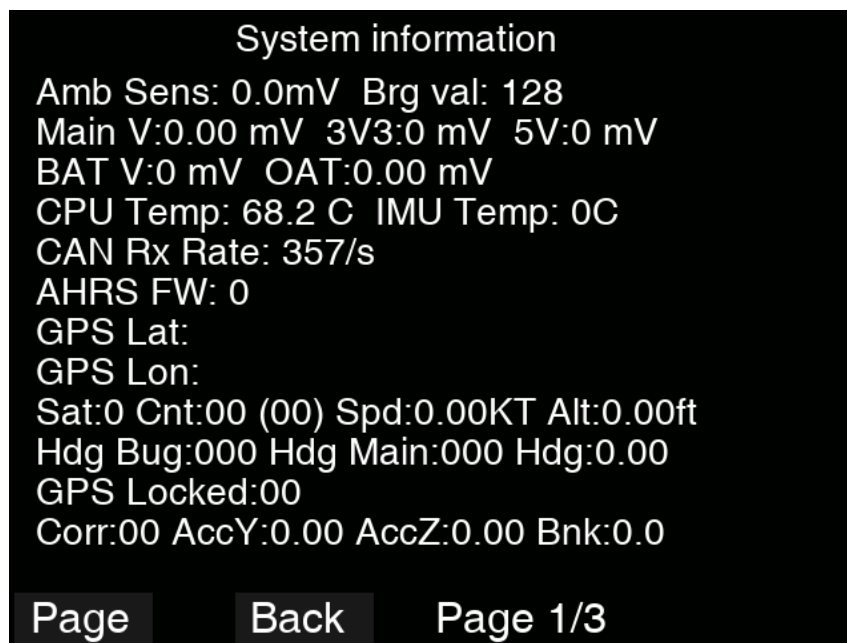 System information
Amb Sens: 0.0mV  Brg val: 128
Main V:0.00 mV  3V3:0 mV  5V:0 mV
BAT V:0 mV  OAT:0.00 mV
CPU Temp: 68.2 C  IMU Temp: 0C
CAN Rx Rate: 357/s
AHRS FW: 0
GPS Lat:
GPS Lon:
Sat:0 Cnt:00 (00) Spd:0.00KT Alt:0.00ft
Hdg Bug:000 Hdg Main:000 Hdg:0.00
GPS Locked:00
Corr:00 AccY:0.00 AccZ:0.00 Bnk:0.0
Page  Back  Page 1/3